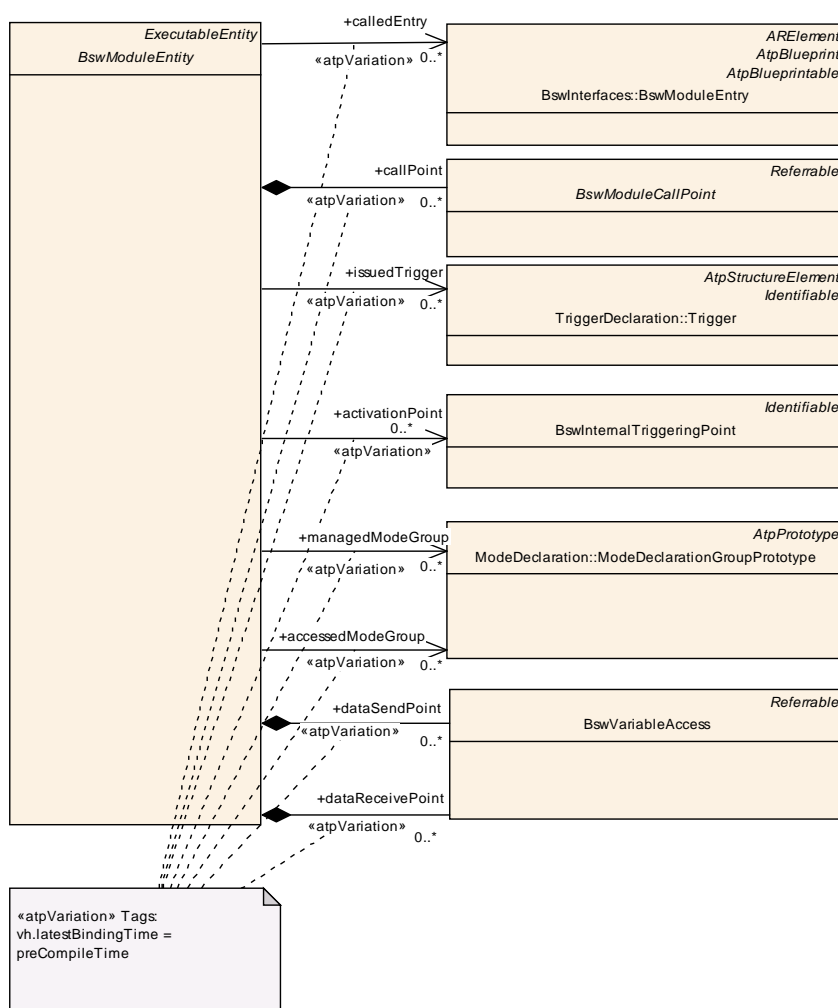 ExecutableEntity
BswModuleEntity
+calledEntry
«atpVariation» 0..*
ARElement
AtpBlueprint
AtpBlueprintable
BswInterfaces::BswModuleEntry
+callPoint
«atpVariation» 0..*
Referrable
BswModuleCallPoint
+issuedTrigger
«atpVariation» 0..*
AtpStructureElement
Identifiable
TriggerDeclaration::Trigger
+activationPoint
0..*
«atpVariation»
Identifiable
BswInternalTriggeringPoint
+managedModeGroup
«atpVariation» 0..*
AtpPrototype
ModeDeclaration::ModeDeclarationGroupPrototype
+accessedModeGroup
«atpVariation» 0..*
+dataSendPoint
«atpVariation»
0..*
Referrable
BswVariableAccess
+dataReceivePoint
«atpVariation»
0..*
«atpVariation» Tags:
vh.latestBindingTime =
preCompileTime